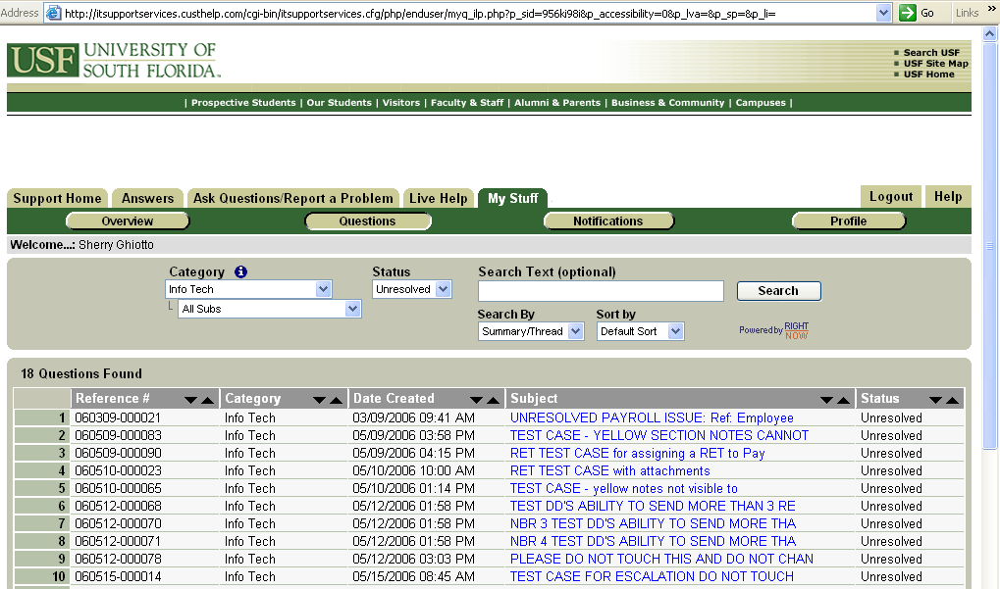 Address http://itsupportservices.custhelp.com/cgi-bin/itsupportservices.cfg/php/enduser/myq_ilp.php?p_sid=956ki98i&p_accessibility=0&p_lva=&p_sp=&p_li= Go Links »
USF UNIVERSITY OF
SOUTH FLORIDA.
Search USF
USF Site Map
USF Home
| Prospective Students | Our Students | Visitors | Faculty & Staff | Alumni & Parents | Business & Community | Campuses |
Support Home Answers Ask Questions/Report a Problem Live Help My Stuff Logout Help
Overview Questions Notifications Profile
Welcome...: Sherry Ghiotto
Category i Status Search Text (optional)
Info Tech Unresolved Search
All Subs
Search By Sort by
Summary/Thread Default Sort Powered by RIGHT NOW
18 Questions Found
Reference # Category Date Created Subject Status
1 060309-000021 Info Tech 03/09/2006 09:41 AM UNRESOLVED PAYROLL ISSUE: Ref: Employee Unresolved
2 060509-000083 Info Tech 05/09/2006 03:58 PM TEST CASE - YELLOW SECTION NOTES CANNOT Unresolved
3 060509-000090 Info Tech 05/09/2006 04:15 PM RET TEST CASE for assigning a RET to Pay Unresolved
4 060510-000023 Info Tech 05/10/2006 10:00 AM RET TEST CASE with attachments Unresolved
5 060510-000065 Info Tech 05/10/2006 01:14 PM TEST CASE - yellow notes not visible to Unresolved
6 060512-000068 Info Tech 05/12/2006 01:58 PM TEST DD'S ABILITY TO SEND MORE THAN 3 RE Unresolved
7 060512-000070 Info Tech 05/12/2006 01:58 PM NBR 3 TEST DD'S ABILITY TO SEND MORE THA Unresolved
8 060512-000071 Info Tech 05/12/2006 01:58 PM NBR 4 TEST DD'S ABILITY TO SEND MORE THA Unresolved
9 060512-000078 Info Tech 05/12/2006 03:03 PM PLEASE DO NOT TOUCH THIS AND DO NOT CHAN Unresolved
10 060515-000014 Info Tech 05/15/2006 08:45 AM TEST CASE FOR ESCALATION DO NOT TOUCH Unresolved